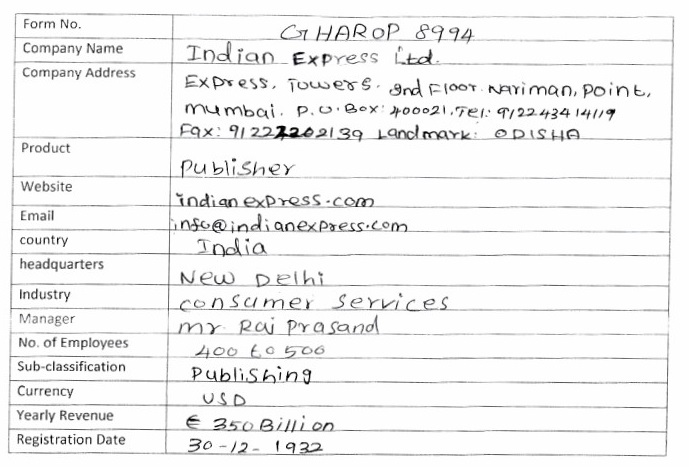 Form No. GHAROP 8994
Company Name Indian Express Ltd.
Company Address Express, Towers. 2nd Floor Nariman, Point,
Mumbai. P.O.Box: 400021, Tel: 912243414119
Fax: 91227202139 Landmark: ODISHA
Product Publisher
Website indianexpress.com
Email info@indianexpress.com
country India
headquarters New Delhi
Industry consumer services
Manager mr. Raj Prasand
No. of Employees 400 to 500
Sub-classification Publishing
Currency USD
Yearly Revenue € 350 Billion
Registration Date 30-12-1932